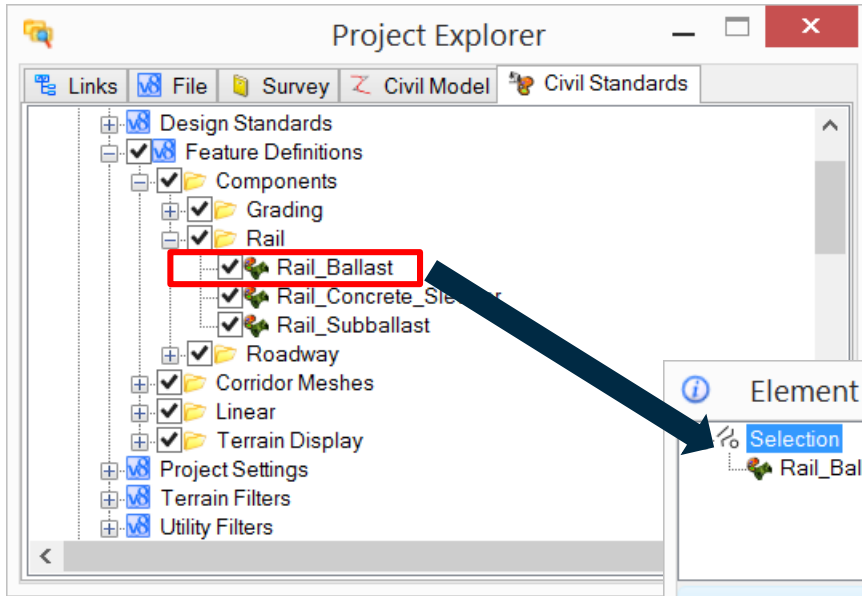 Project Explorer
Links File Survey Civil Model Civil Standards
Design Standards
Feature Definitions
Components
Grading
Rail
Rail_Ballast
Rail_Concrete_
Rail_Subballast
Roadway
Corridor Meshes
Linear
Terrain Display
Project Settings
Terrain Filters
Utility Filters
Element
Selection
Rail_Bal